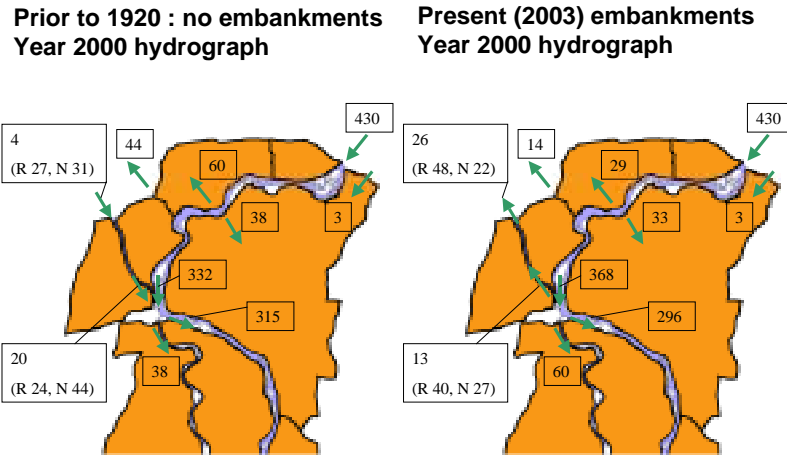 Prior to 1920 : no embankments
Year 2000 hydrograph
4
(R 27, N 31)
44
430
60
38
3
332
315
20
(R 24, N 44)
38
Present (2003) embankments
Year 2000 hydrograph
26
(R 48, N 22)
14
430
29
33
3
368
296
13
(R 40, N 27)
60